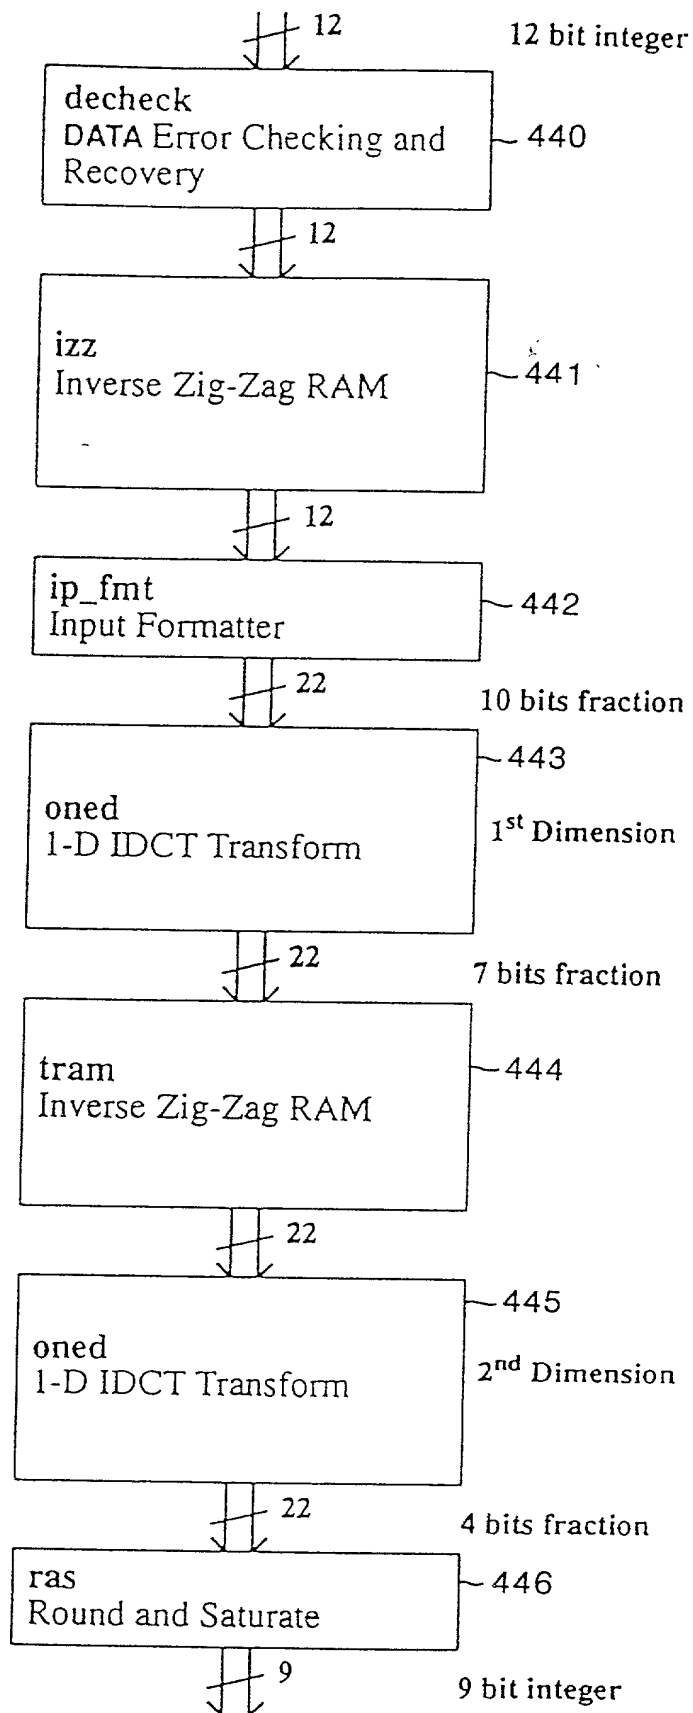 12
12 bit integer
decheck
DATA Error Checking and
Recovery
440
12
izz
Inverse Zig-Zag RAM
441
12
ip_fmt
Input Formatter
442
22
10 bits fraction
443
oned
1-D IDCT Transform
1st Dimension
22
7 bits fraction
tram
Inverse Zig-Zag RAM
444
22
445
oned
1-D IDCT Transform
2nd Dimension
22
4 bits fraction
ras
Round and Saturate
446
9
9 bit integer